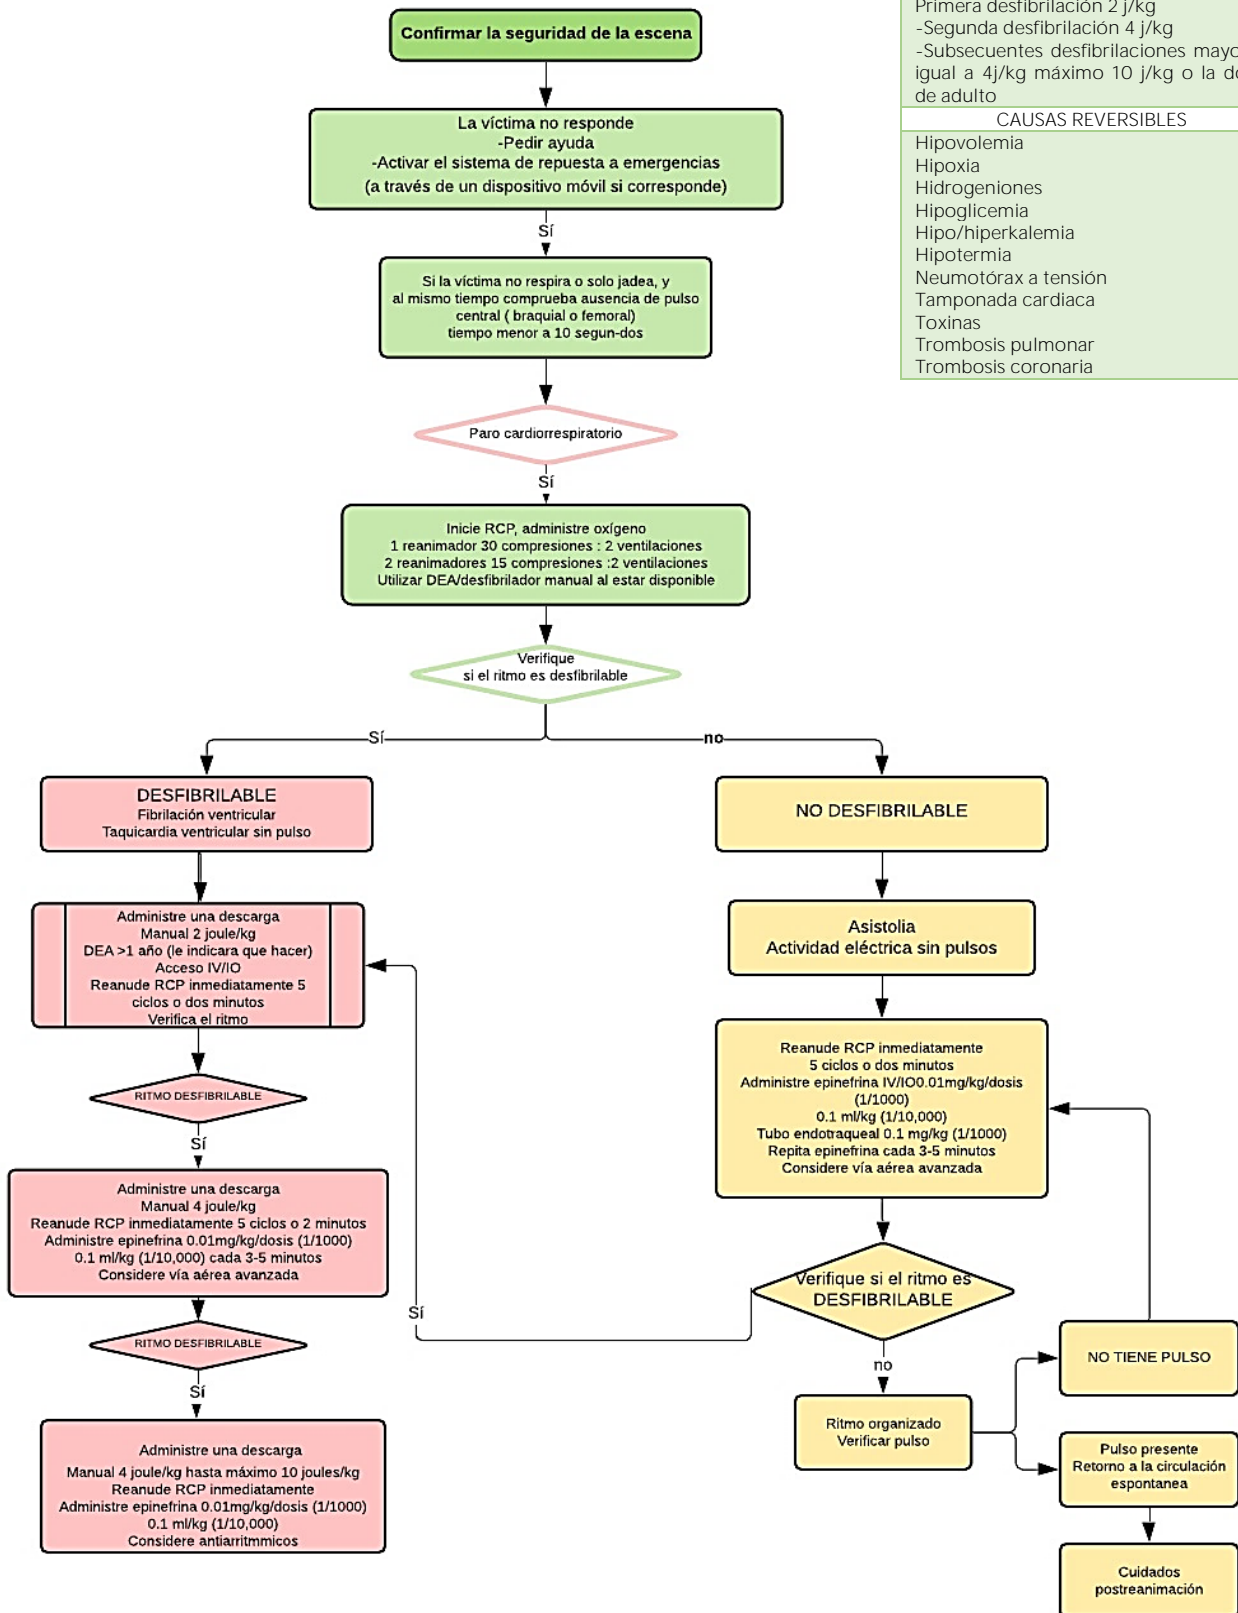 Confirmar la seguridad de la escena
La víctima no responde
-Pedir ayuda
-Activar el sistema de repuesta a emergencias
(a través de un dispositivo móvil si corresponde)
Sí
Si la víctima no respira o solo jadea, y
al mismo tiempo comprueba ausencia de pulso
central ( braquial o femoral)
tiempo menor a 10 segun-dos
Paro cardiorrespiratorio
Sí
Inicie RCP, administre oxígeno
1 reanimador 30 compresiones : 2 ventilaciones
2 reanimadores 15 compresiones :2 ventilaciones
Utilizar DEA/desfibrilador manual al estar disponible
Verifique
si el ritmo es desfibrilable
Primera desfibrilación 2 j/kg
-Segunda desfibrilación 4 j/kg
-Subsecuentes desfibrilaciones
igual a 4j/kg máximo 10 j/kg o la
de adulto
CAUSAS REVERSIBLES
Hipovolemia
Hipoxia
Hidrogeniones
Hipoglicemia
Hipo/hiperkalemia
Hipotermia
Neumotórax a tensión
Tamponada cardiaca
Toxinas
Trombosis pulmonar
Trombosis coronaria
Sí
DESFIBRILABLE
Fibrilación ventricular
Taquicardia ventricular sin pulso
Administre una descarga
Manual 2 joule/kg
DEA >1 año (le indicara que hacer)
Acceso IV/IO
Reanude RCP inmediatamente 5
ciclos o dos minutos
Verifica el ritmo
RITMO DESFIBRILABLE
Sí
Administre una descarga
Manual 4 joule/kg
Reanude RCP inmediatamente 5 ciclos o 2 minutos
Administre epinefrina 0.01mg/kg/dosis (1/1000)
0.1 ml/kg (1/10,000) cada 3-5 minutos
Considere vía aérea avanzada
RITMO DESFIBRILABLE
Sí
Administre una descarga
Manual 4 joule/kg hasta máximo 10 joules/kg
Reanude RCP inmediatamente
Administre epinefrina 0.01mg/kg/dosis (1/1000)
0.1 ml/kg (1/10,000)
Considere antiarritmmicos
no
NO DESFIBRILABLE
Asistolia
Actividad eléctrica sin pulsos
Reanude RCP inmediatamente
5 ciclos o dos minutos
Administre epinefrina IV/IO0.01mg/kg/dosis
(1/1000)
0.1 ml/kg (1/10,000)
Tubo endotraqueal 0.1 mg/kg (1/1000)
Repita epinefrina cada 3-5 minutos
Considere vía aérea avanzada
Verifique si el ritmo es
DESFIBRILABLE
Sí
no
Ritmo organizado
Verificar pulso
NO TIENE PULSO
Pulso presente
Retorno a la circulación
espontanea
Cuidados
postreanimación